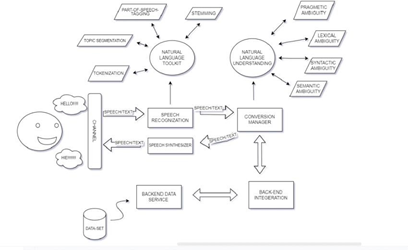 PART-OF-SPEECH-
TAGGING
STEMMING
TOPIC SEGMENTATION
TOKENIZATION
NATURAL
LANGUAGE
TOOLKIT
PRAGMETIC
AMBIGUITY
LEXICAL
AMBIGUITY
SYNTACTIC
AMBIGUITY
SEMANTIC
AMBIGUITY
NATURAL
LANGUAGE
UNDERSTANDING
HELLO!!!
HIEH!!!
CHANNEL
SPEECH/TEXT
SPEECH
RECOGNIZATION
SPEECH/TEXT
CONVERSION
MANAGER
SPEECH/TEXT
SPEECH SYNTHESIZER
SPEECH/TEXT
BACKEND DATA
SERVICE
BACK-END
INTEGERATION
DATA-SET